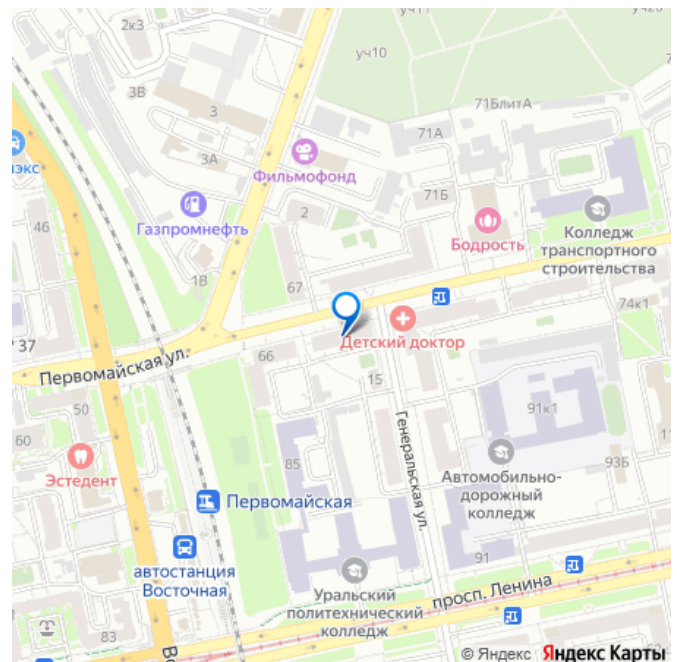 уч11
уч20
2к3
уч10
3В
71БлитА
71А
3
3А
Фильмофонд
71Б
2
Газпромнефть
46
Бодрость
Колледж
транспортного
строительства
1В
67
74к1
37
Детский доктор
Первомайская ул.
66
15
50
91к1
60
Эстедент
Генеральская ул.
85
93Б
Автомобильно-
дорожный
колледж
Первомайская
автостанция
Восточная
91
Уральский
политехнический
колледж
просп. Ленина
83
© Яндекс Яндекс Карты